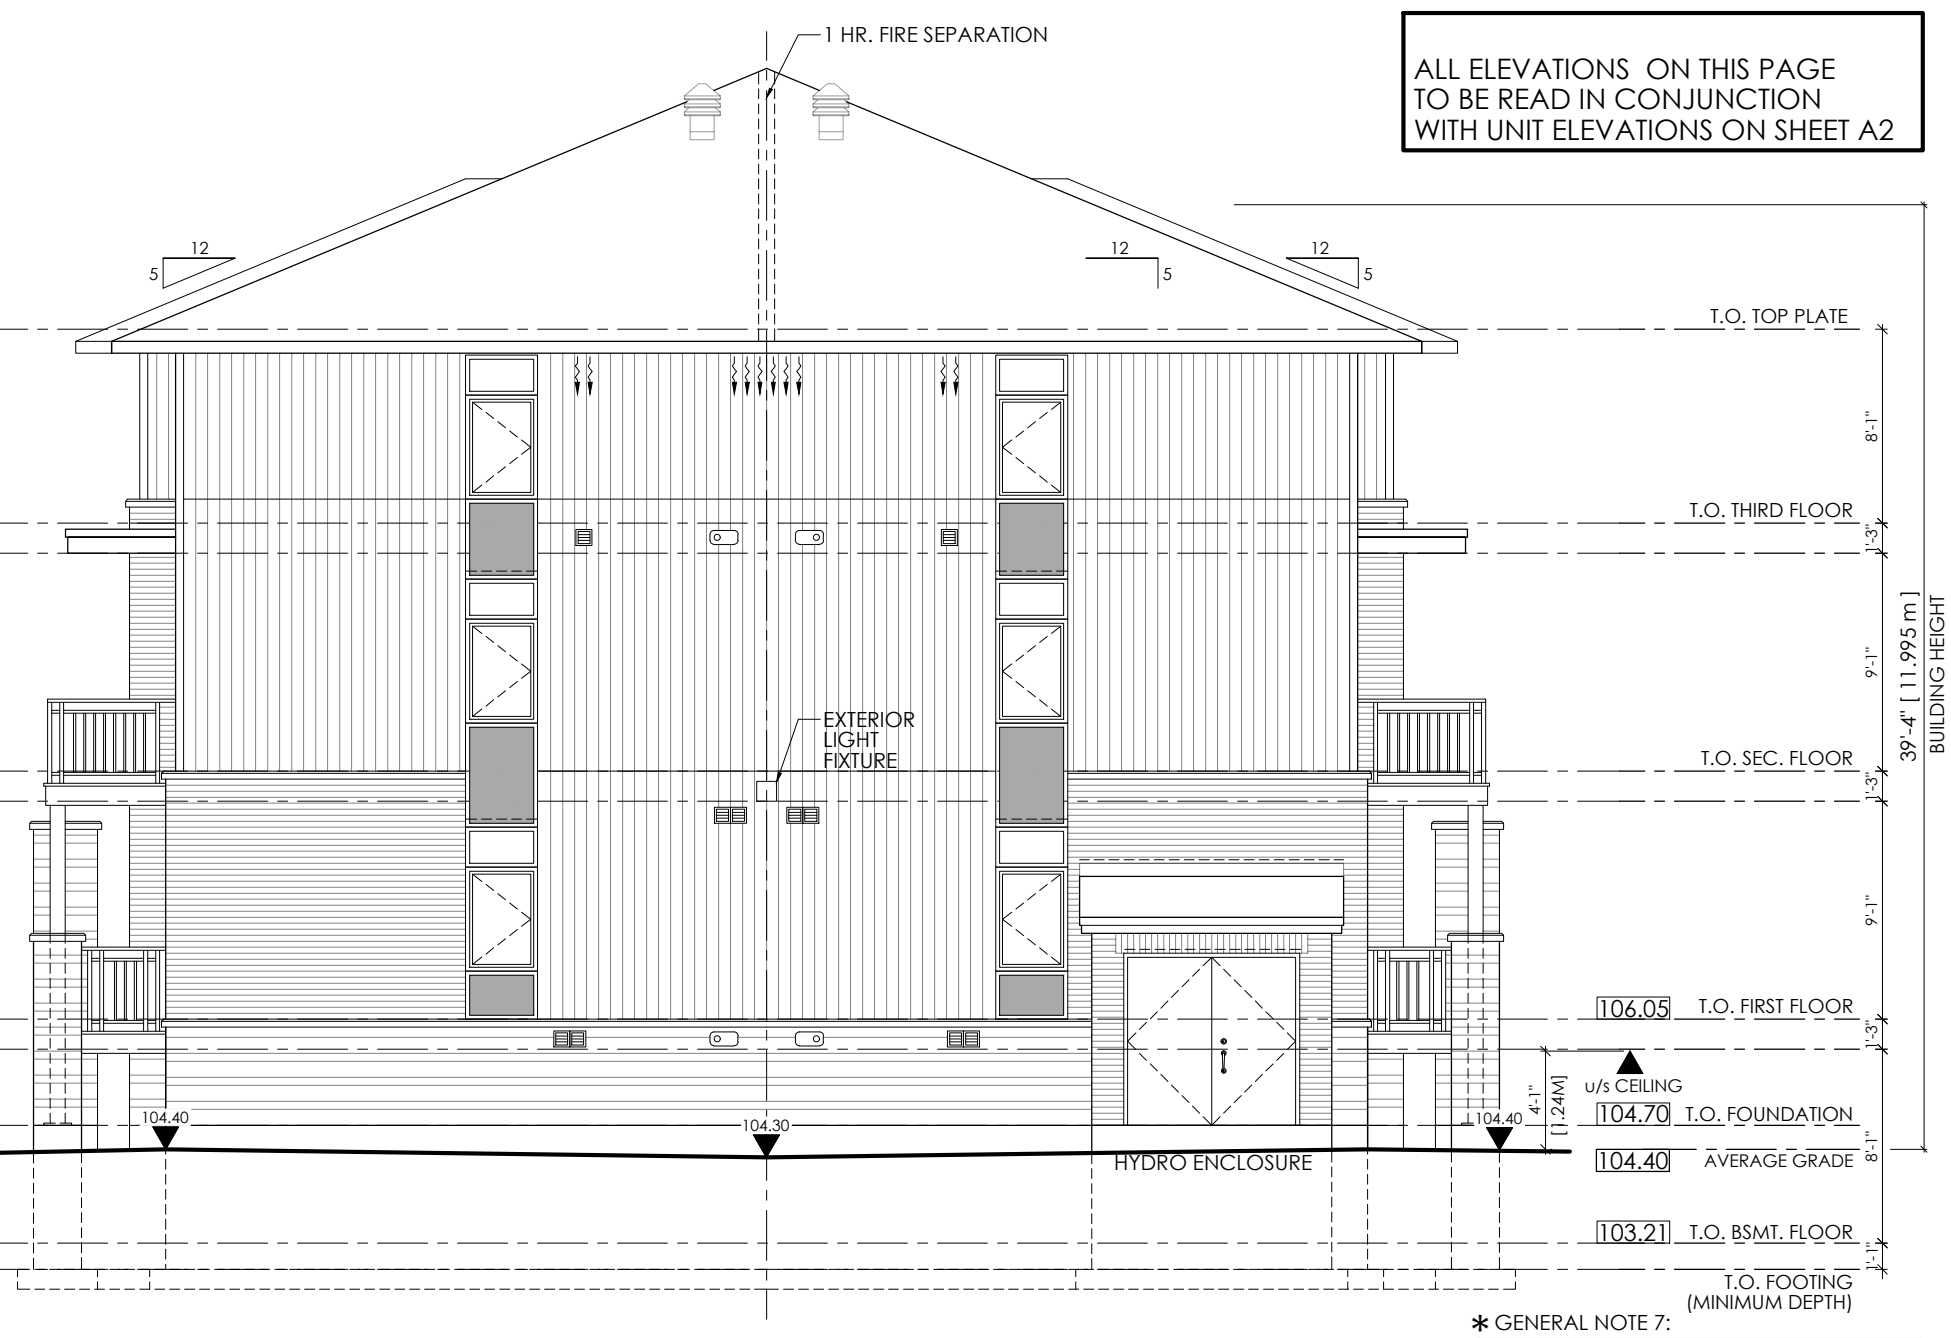 1 HR. FIRE SEPARATION
ALL ELEVATIONS ON THIS PAGE
TO BE READ IN CONJUNCTION
WITH UNIT ELEVATIONS ON SHEET A2
12
5
12
5
12
5
T.O. TOP PLATE
8'-1"
T.O. THIRD FLOOR
1'-3"
9'-1"
39'-4" [ 11.995 m ]
BUILDING HEIGHT
EXTERIOR
LIGHT
FIXTURE
T.O. SEC. FLOOR
1'-3"
9'-1"
106.05 T.O. FIRST FLOOR
1'-3"
u/s CEILING
4'-1"
[1.24M]
104.40
104.30
104.40
104.70 T.O. FOUNDATION
HYDRO ENCLOSURE
104.40 AVERAGE GRADE
8'-1"
103.21 T.O. BSMT. FLOOR
1'-1"
T.O. FOOTING
(MINIMUM DEPTH)
* GENERAL NOTE 7: